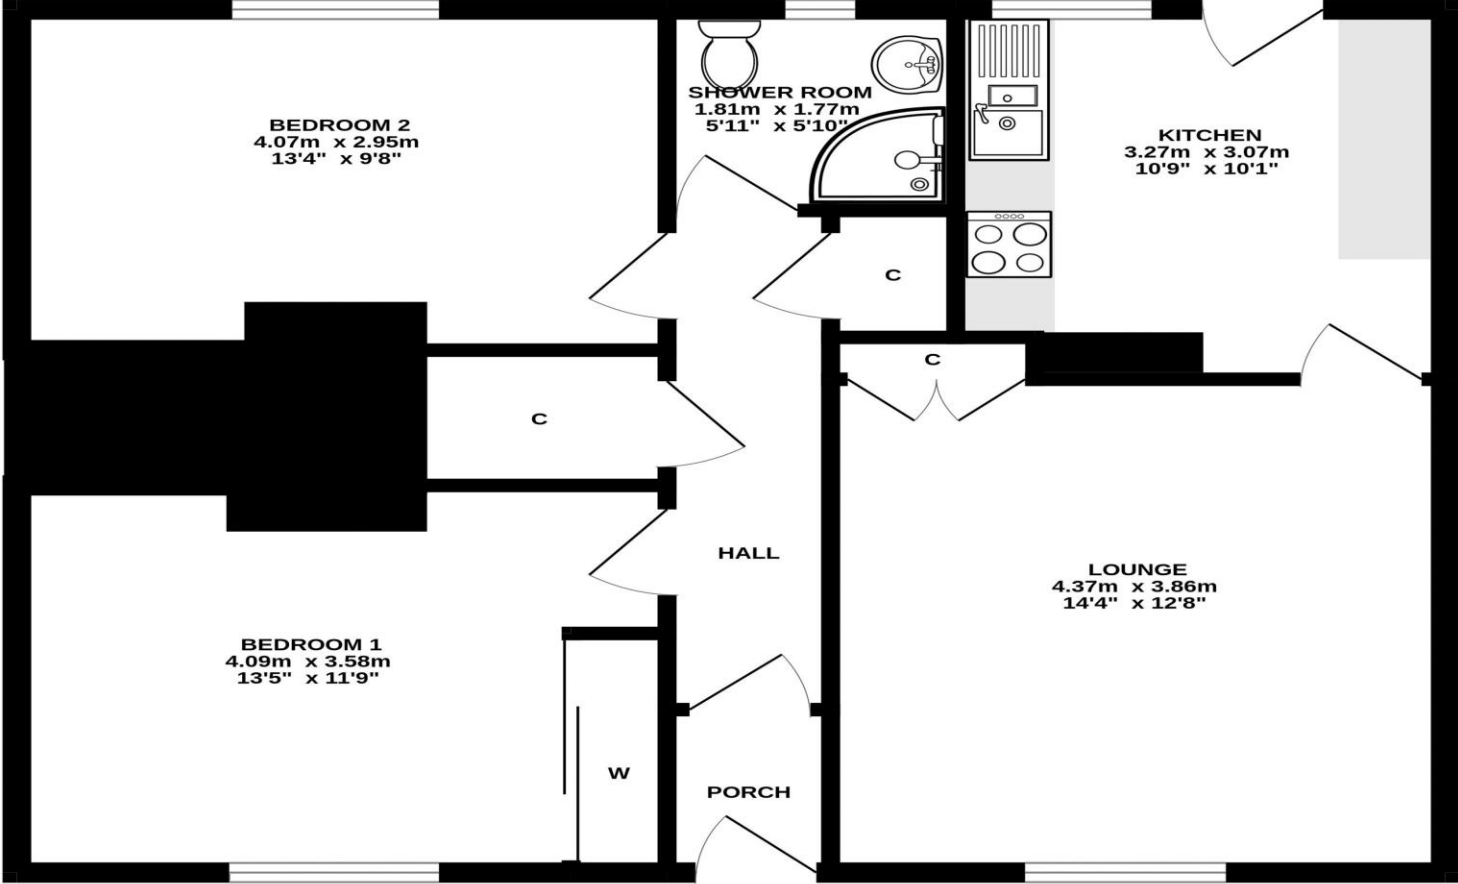 BEDROOM 2
4.07m x 2.95m
13'4" x 9'8"
SHOWER ROOM
1.81m x 1.77m
5'11" x 5'10"
KITCHEN
3.27m x 3.07m
10'9" x 10'1"
C
C
C
HALL
LOUNGE
4.37m x 3.86m
14'4" x 12'8"
BEDROOM 1
4.09m x 3.58m
13'5" x 11'9"
W
PORCH